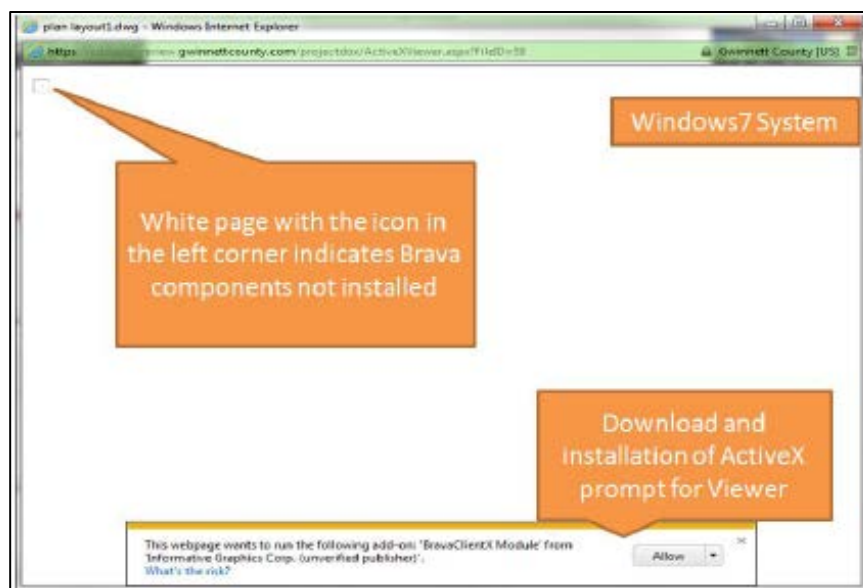 plan layout1.dwg - Windows Internet Explorer
https gwinnettcounty.com/projectdox/ActiveXViewer.aspx?FileID=
Gwinnett County [US]
Windows7 System
White page with the icon in
the left corner indicates Brava
components not installed
Download and
installation of ActiveX
prompt for Viewer
This webpage wants to run the following add-on: 'BravaClientX Module' from
'Informative Graphics Corp. (unverified publisher)'.
What's the risk?
Allow